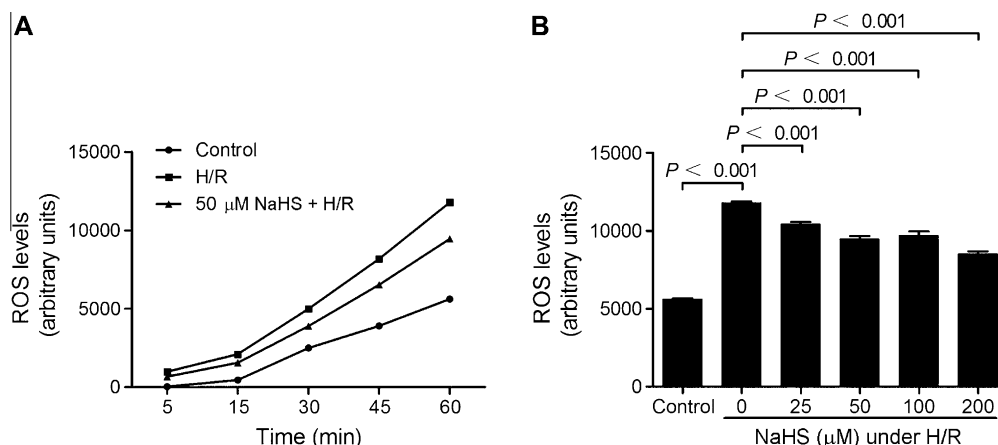 A
ROS levels
(arbitrary units)
15000
10000
5000
0
Control
H/R
50 μM NaHS + H/R
5 15 30 45 60
Time (min)
B
P < 0.001
P < 0.001
P < 0.001
P < 0.001
P < 0.001
ROS levels
(arbitrary units)
15000
10000
5000
0
Control 0 25 50 100 200
NaHS (μM) under H/R